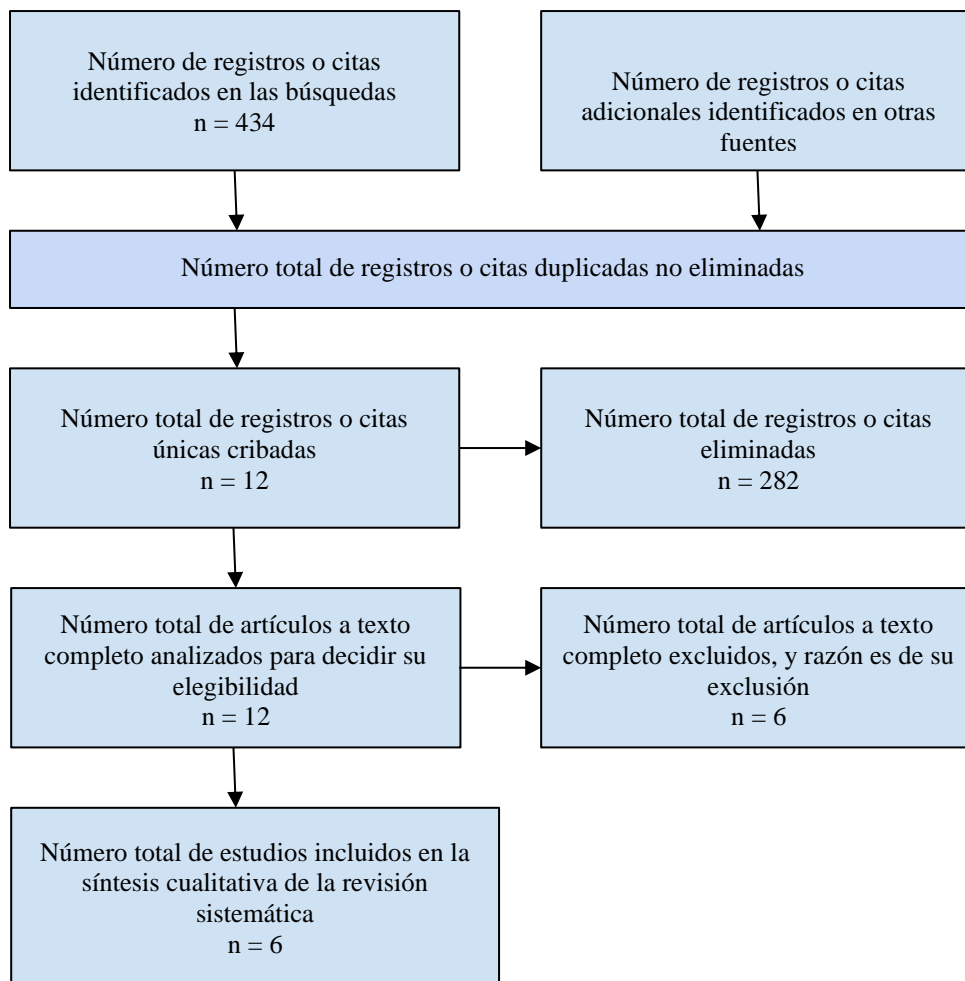 Número de registros o citas
identificados en las búsquedas
n = 434
Número de registros o citas
adicionales identificados en otras
fuentes
Número total de registros o citas duplicadas no eliminadas
Número total de registros o citas
únicas cribadas
n = 12
Número total de registros o citas
eliminadas
n = 282
Número total de artículos a texto
completo analizados para decidir su
elegibilidad
n = 12
Número total de artículos a texto
completo excluidos, y razón es de su
exclusión
n = 6
Número total de estudios incluidos en la
síntesis cualitativa de la revisión
sistemática
n = 6